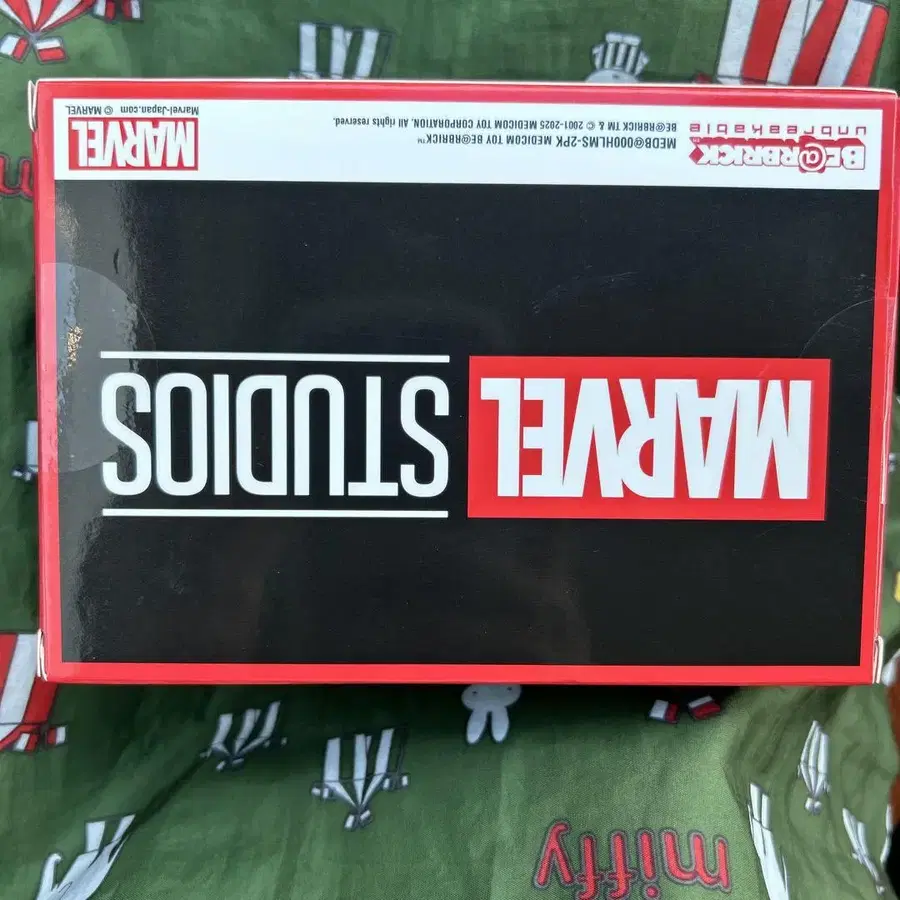 miffy
MARVEL STUDIOS
BE@RBRICK™
unbreakable
MEDB@000HLMS-2PK MEDICOM TOY BE@RBRICK™
BE@RBRICK TM & © 2001-2025 MEDICOM TOY CORPORATION, All rights reserved.
MARVEL
Marvel-Japan.com © MARVEL